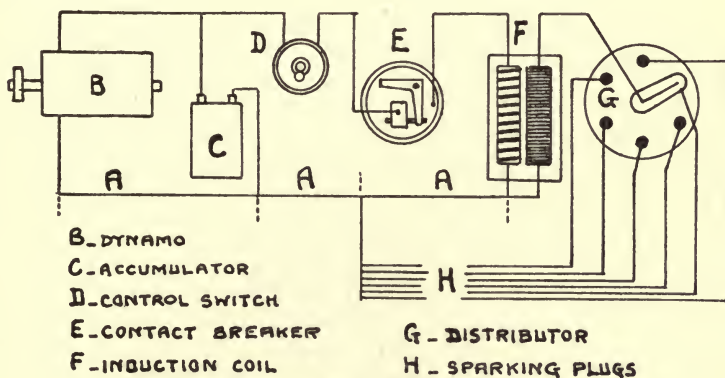 D
E
F
B
G
C
A
A
A
H
B_DYNAMO
C_ACCUMULATOR
D_CONTROL SWITCH
E_CONTACT BREAKER
F_INDUCTION COIL
G_DISTRIBUTOR
H_SPARKING PLUGS